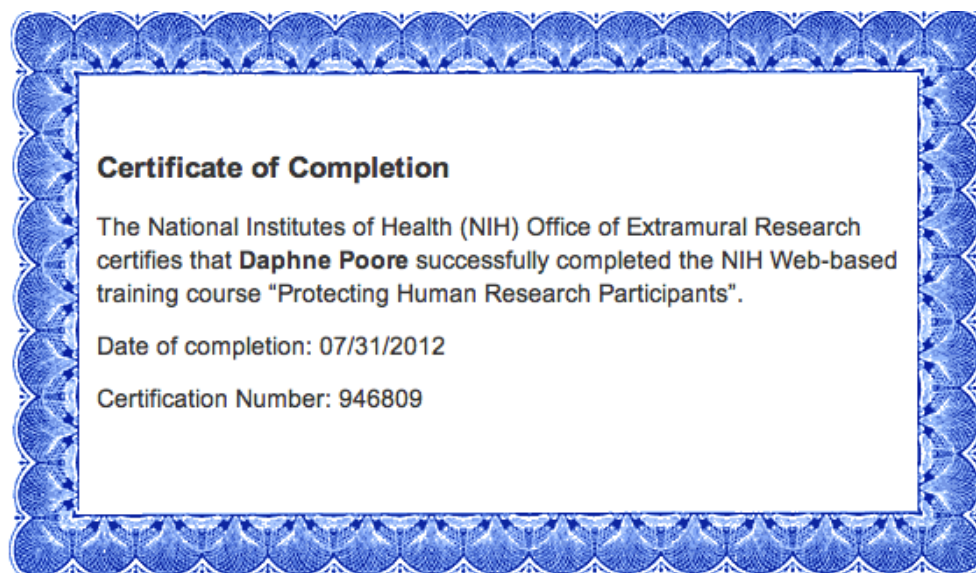 Certificate of Completion
The National Institutes of Health (NIH) Office of Extramural Research
certifies that Daphne Poore successfully completed the NIH Web-based
training course “Protecting Human Research Participants”.
Date of completion: 07/31/2012
Certification Number: 946809